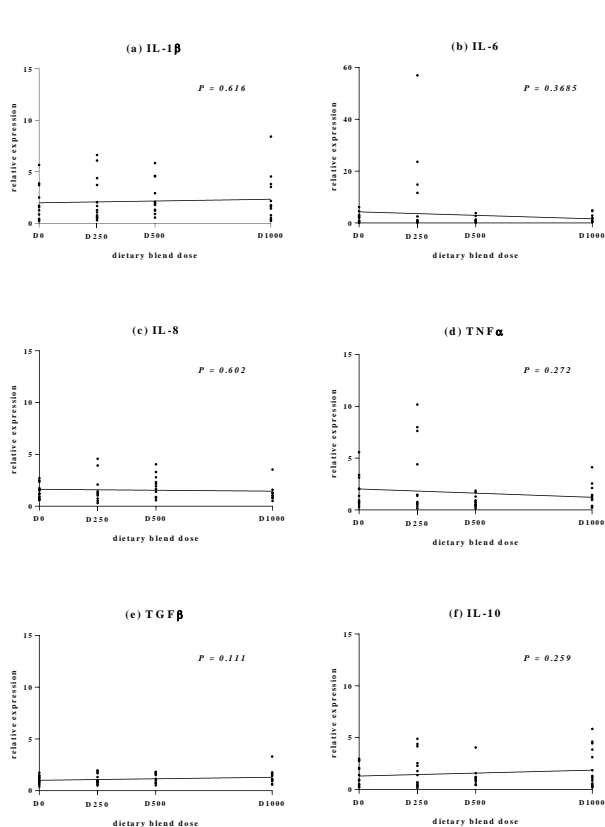 (a) IL-1β
P = 0.616
15
10
5
0
relative expression
D0 D250 D500 D1000
dietary blend dose
(b) IL-6
P = 0.3685
60
40
20
0
relative expression
D0 D250 D500 D1000
dietary blend dose
(c) IL-8
P = 0.602
15
10
5
0
relative expression
D0 D250 D500 D1000
dietary blend dose
(d) TNFα
P = 0.272
15
10
5
0
relative expression
D0 D250 D500 D1000
dietary blend dose
(e) TGFβ
P = 0.111
15
10
5
0
relative expression
D0 D250 D500 D1000
dietary blend dose
(f) IL-10
P = 0.259
15
10
5
0
relative expression
D0 D250 D500 D1000
dietary blend dose